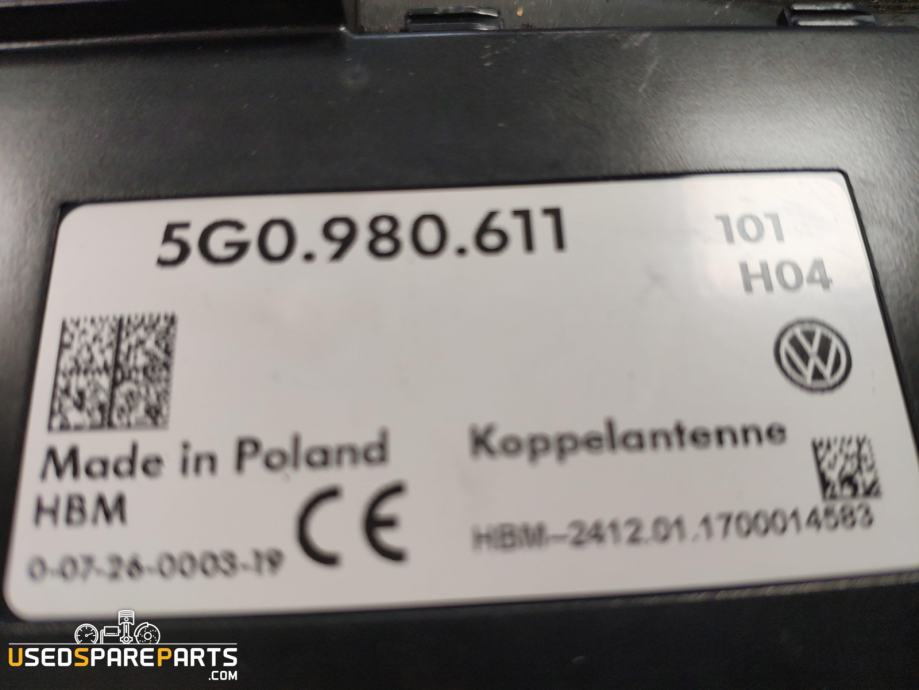 5G0.980.611
101
H04
Made in Poland
HBM
CE
0-07-26-0003-19
Koppelantenne
HBM-2412.01.1700014583
USEDSPAREPARTS
.COM